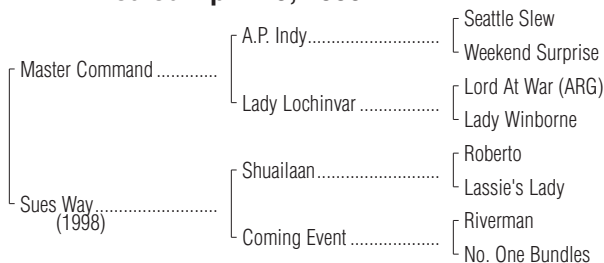 Seattle Slew
A.P. Indy
Weekend Surprise
Master Command
Lord At War (ARG)
Lady Lochinvar
Lady Winborne
Roberto
Shuailaan
Lassie's Lady
Sues Way
(1998)
Riverman
Coming Event
No. One Bundles